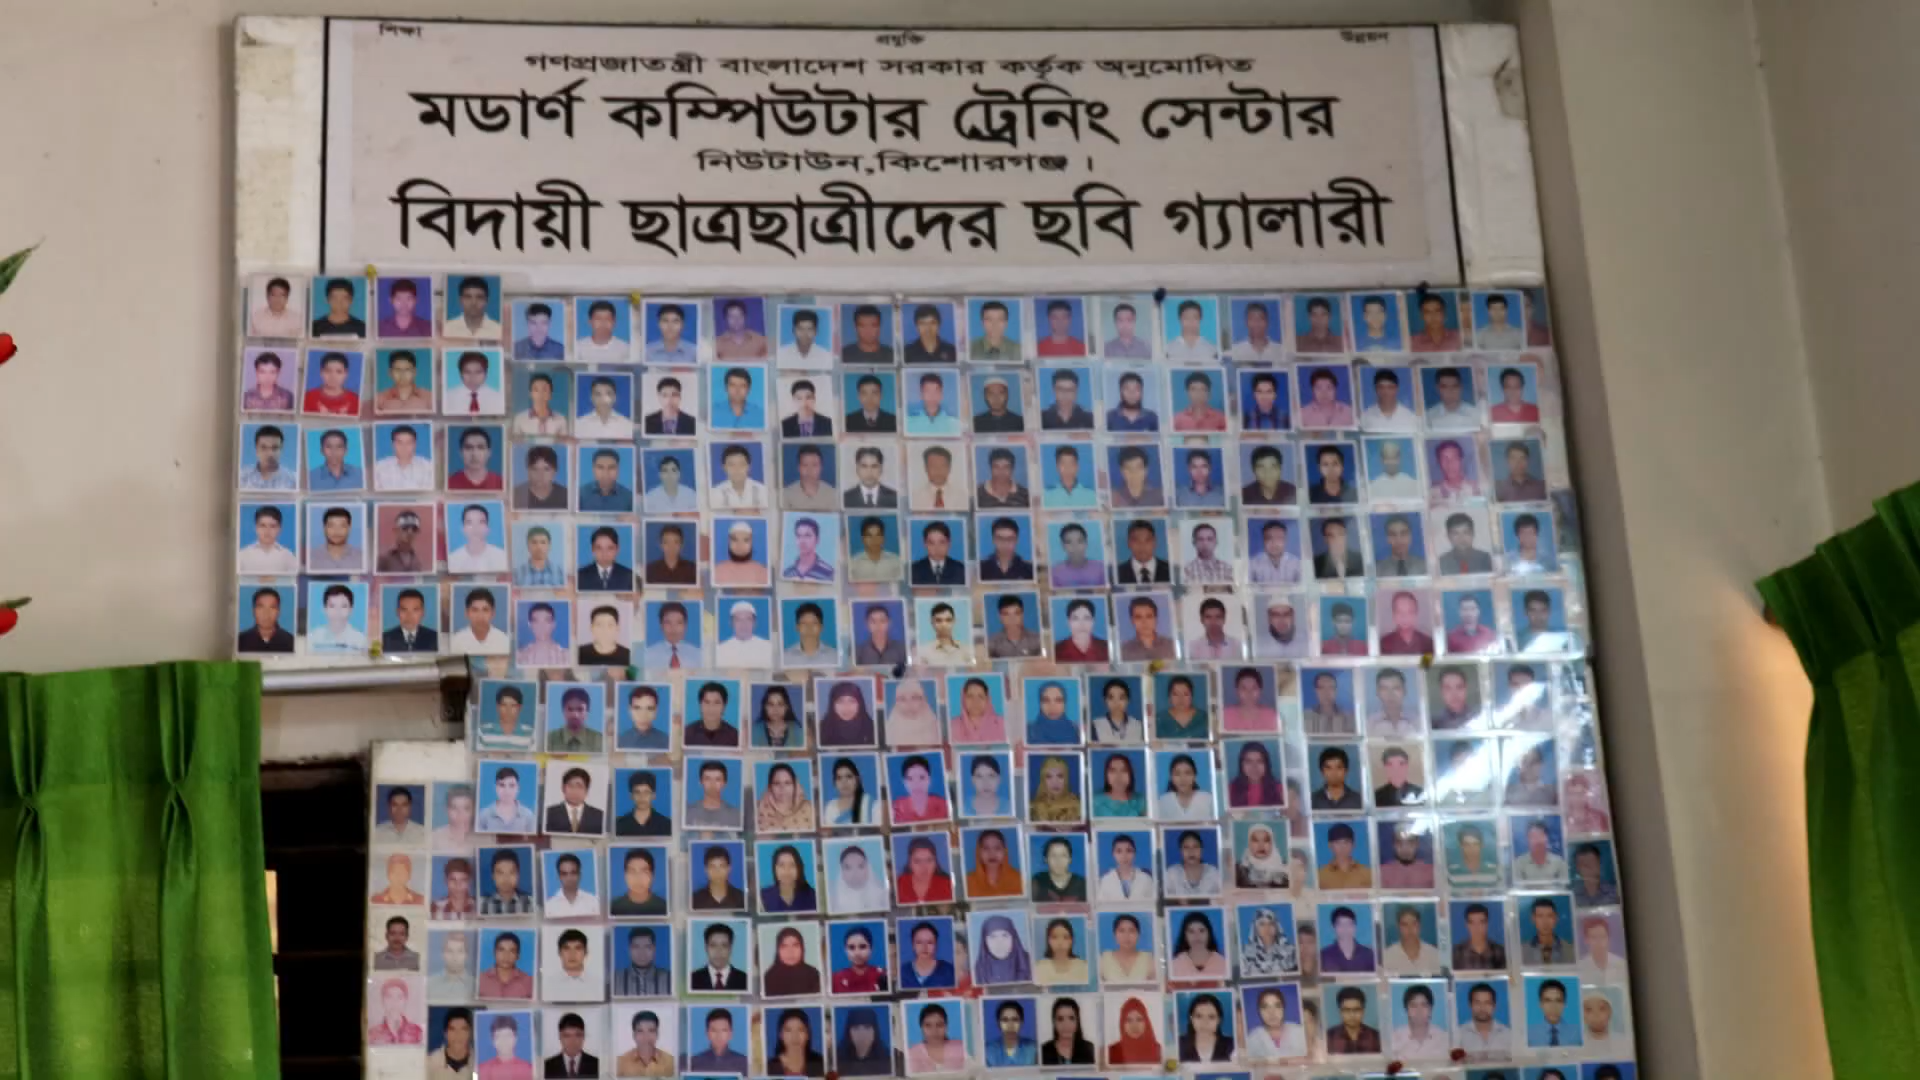 শিক্ষা প্রযুক্তি উন্নয়ন
গণপ্রজাতন্ত্রী বাংলাদেশ সরকার কর্তৃক অনুমোদিত
মডার্ণ কম্পিউটার ট্রেনিং সেন্টার
নিউটাউন,কিশোরগঞ্জ।
বিদায়ী ছাত্রছাত্রীদের ছবি গ্যালারী